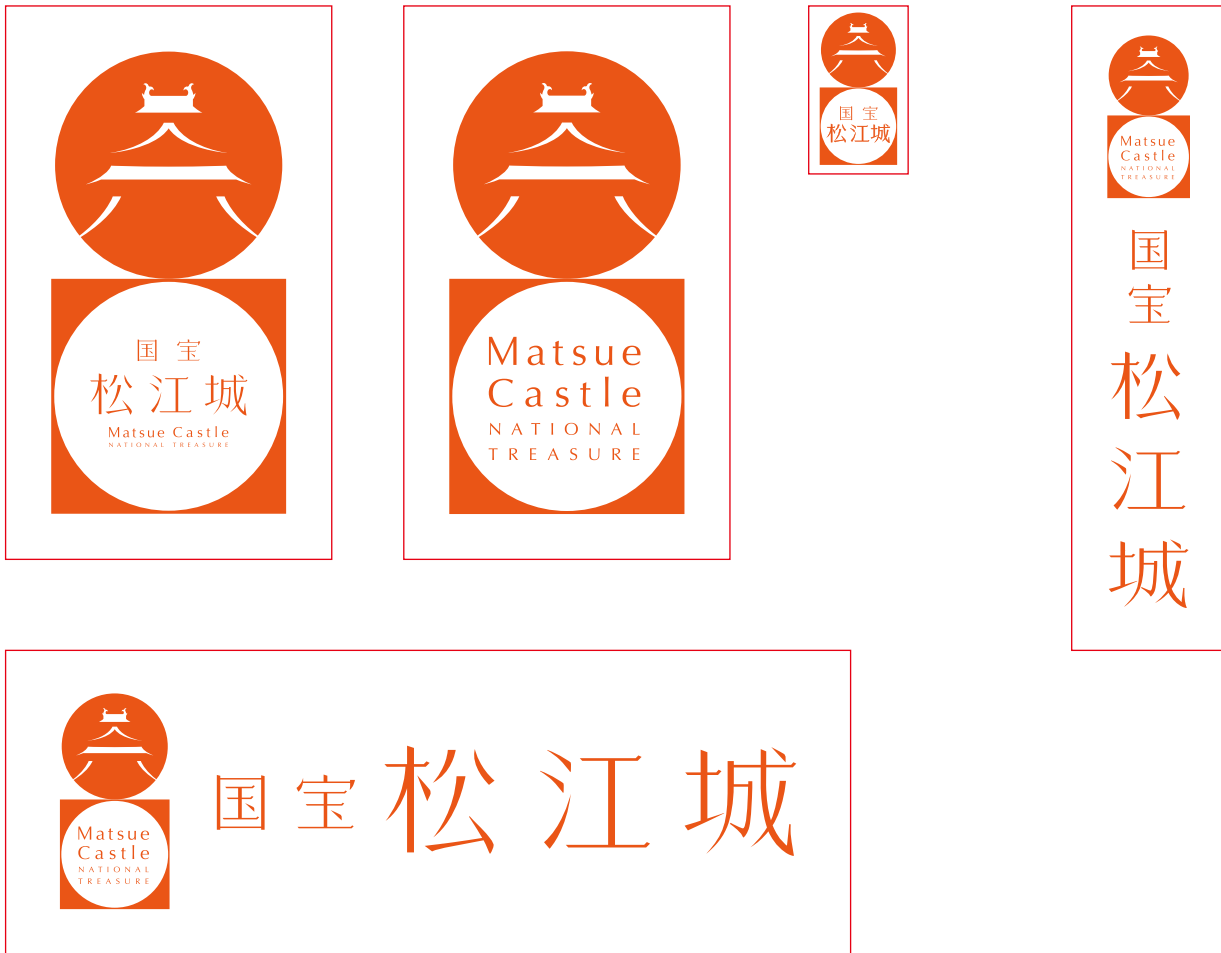 国宝
松江城
Matsue Castle
NATIONAL TREASURE
Matsue
Castle
NATIONAL
TREASURE
国宝
松江城
Matsue
Castle
NATIONAL
TREASURE
国宝松江城
Matsue
Castle
NATIONAL
TREASURE
国宝松江城